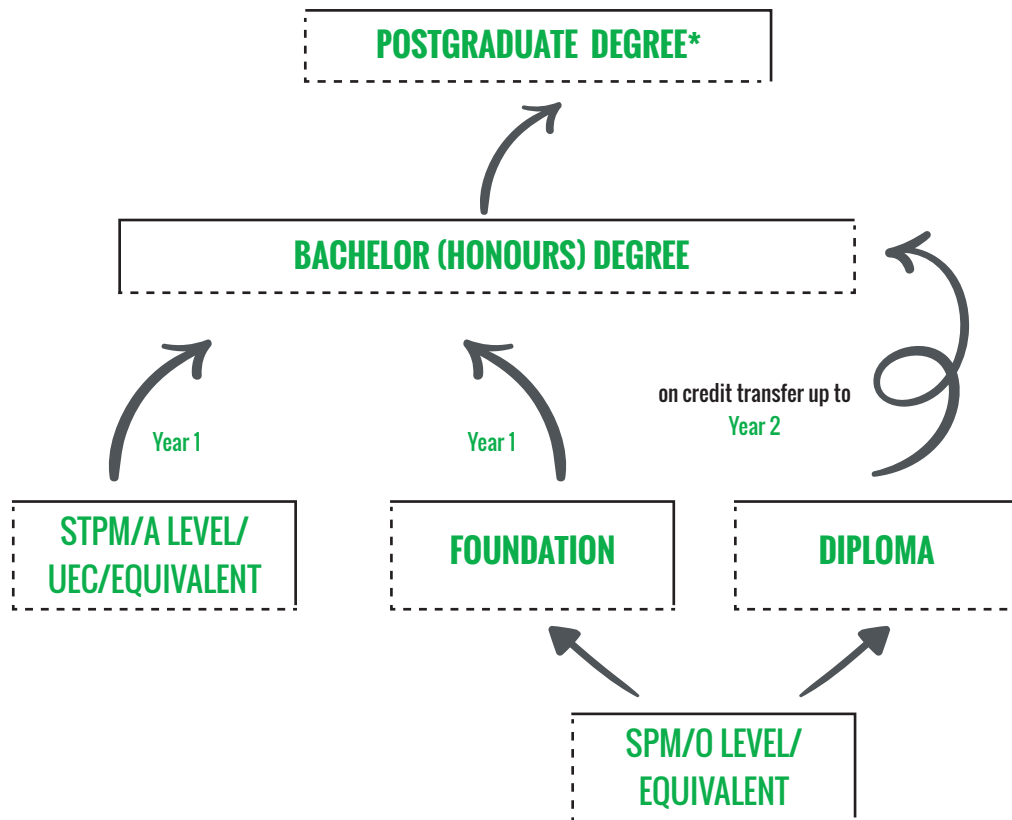 POSTGRADUATE DEGREE*
BACHELOR (HONOURS) DEGREE
on credit transfer up to
Year 2
Year 1
Year 1
STPM/A LEVEL/
UEC/EQUIVALENT
FOUNDATION
DIPLOMA
SPM/O LEVEL/
EQUIVALENT